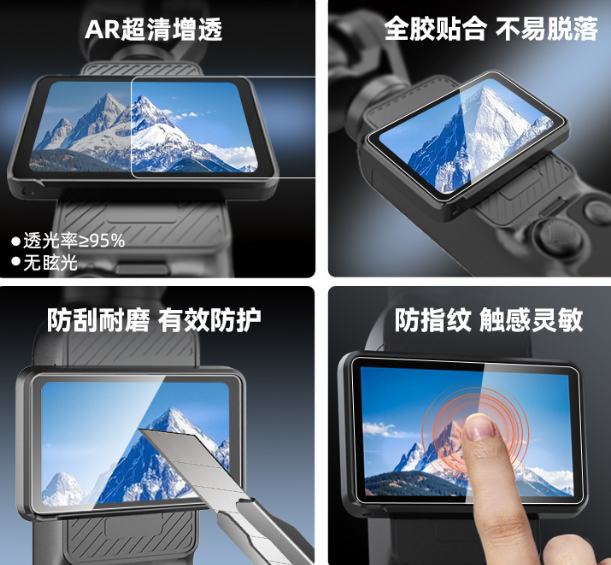 AR超清增透
透光率≥95%
无眩光
全胶贴合 不易脱落
防刮耐磨 有效防护
防指纹 触感灵敏